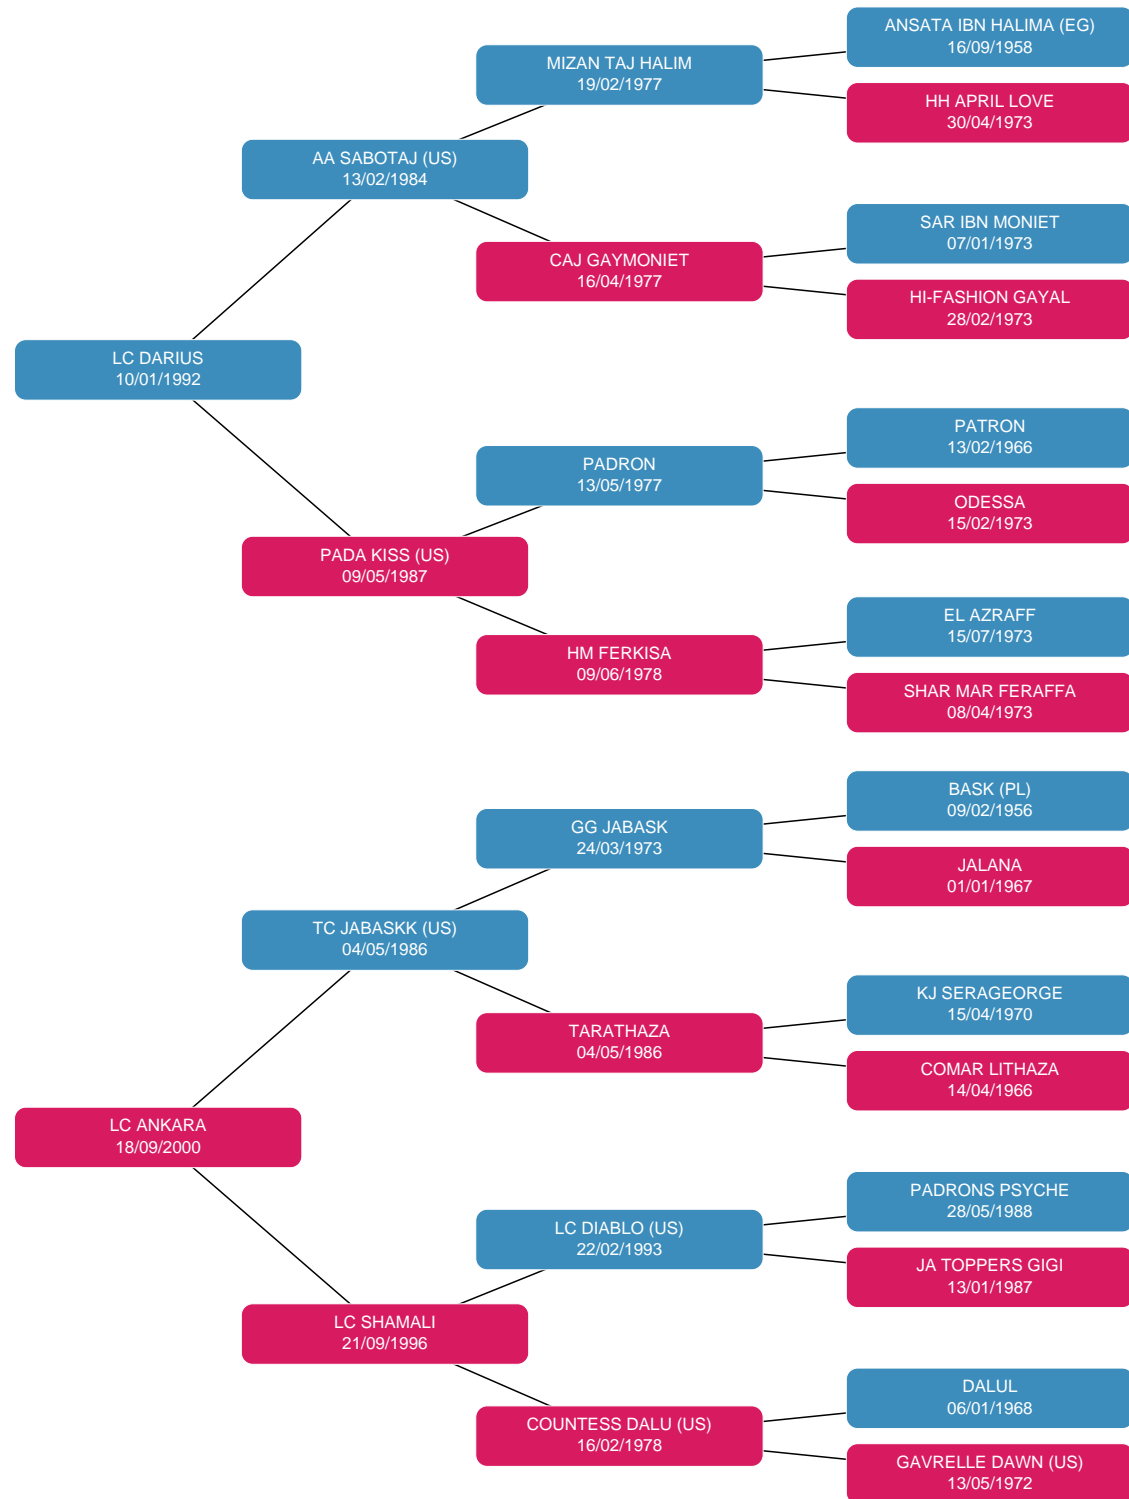 ANSATA IBN HALIMA (EG)
16/09/1958
MIZAN TAJ HALIM
19/02/1977
HH APRIL LOVE
30/04/1973
AA SABOTAJ (US)
13/02/1984
SAR IBN MONIET
07/01/1973
CAJ GAYMONIET
16/04/1977
HI-FASHION GAYAL
28/02/1973
LC DARIUS
10/01/1992
PATRON
13/02/1966
PADRON
13/05/1977
ODESSA
15/02/1973
PADA KISS (US)
09/05/1987
EL AZRAFF
15/07/1973
HM FERKISA
09/06/1978
SHAR MAR FERAFFA
08/04/1973
BASK (PL)
09/02/1956
GG JABASK
24/03/1973
JALANA
01/01/1967
TC JABASKK (US)
04/05/1986
KJ SERAGEORGE
15/04/1970
TARATHAZA
04/05/1986
COMAR LITHAZA
14/04/1966
LC ANKARA
18/09/2000
PADRONS PSYCHE
28/05/1988
LC DIABLO (US)
22/02/1993
JA TOPPERS GIGI
13/01/1987
LC SHAMALI
21/09/1996
DALUL
06/01/1968
COUNTESS DALU (US)
16/02/1978
GAVRELLE DAWN (US)
13/05/1972